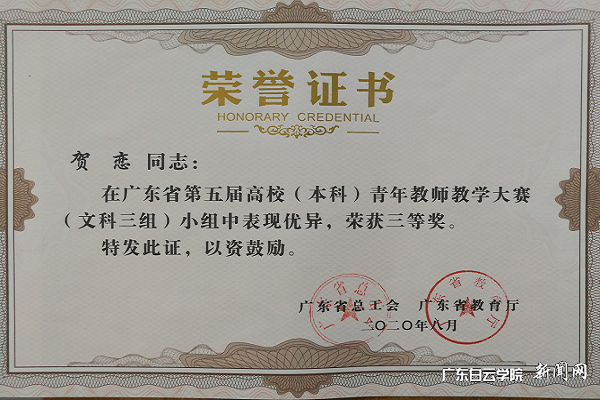 荣誉证书
HONORARY CREDENTIAL
贺 恋 同志：
在广东省第五届高校（本科）青年教师教学大赛
（文科三组）小组中表现优异，荣获三等奖。
特发此证，以资鼓励。
广东省总工会 广东省教育厅
二〇二〇年八月
广东白云学院 新闻网